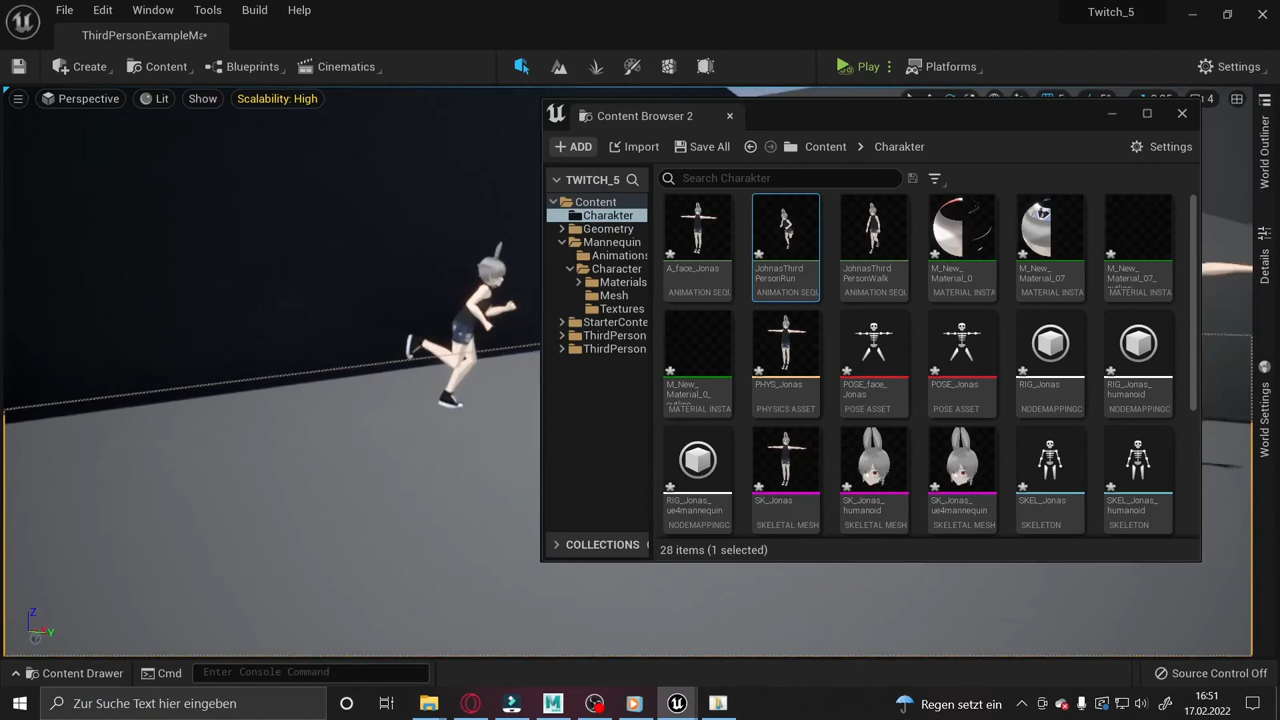 File Edit Window Tools Build Help
Twitch_5
ThirdPersonExampleMa•
Create Content Blueprints Cinematics Play Platforms Settings
Perspective Lit Show Scalability: High
4
Content Browser 2
ADD Import Save All Content Charakter Settings
TWITCH_5
Search Charakter
Content
Charakter
Geometry
Mannequin
Animations
Character
Materials
Mesh
Textures
StarterConte
ThirdPerson
ThirdPerson
COLLECTIONS
A_face_Jonas
ANIMATION SEQU
JohnasThird
PersonRun
ANIMATION SEQU
JohnasThird
PersonWalk
ANIMATION SEQU
M_New_
Material_0
MATERIAL INSTA
M_New_
Material_07
MATERIAL INSTA
M_New_
Material_07_
MATERIAL INSTA
M_New_
Material_0_
MATERIAL INSTA
PHYS_Jonas
PHYSICS ASSET
POSE_face_
Jonas
POSE ASSET
POSE_Jonas
POSE ASSET
RIG_Jonas
NODEMAPPINGC
RIG_Jonas_
humanoid
NODEMAPPINGC
RIG_Jonas_
ue4mannequin
NODEMAPPINGC
SK_Jonas
SKELETAL MESH
SK_Jonas_
humanoid
SKELETAL MESH
SK_Jonas_
ue4mannequin
SKELETAL MESH
SKEL_Jonas
SKELETON
SKEL_Jonas_
humanoid
SKELETON
28 items (1 selected)
World Outliner
Details
World Settings
Z
Y
Content Drawer Cmd Enter Console Command Source Control Off
Zur Suche Text hier eingeben
Regen setzt ein
16:51
17.02.2022